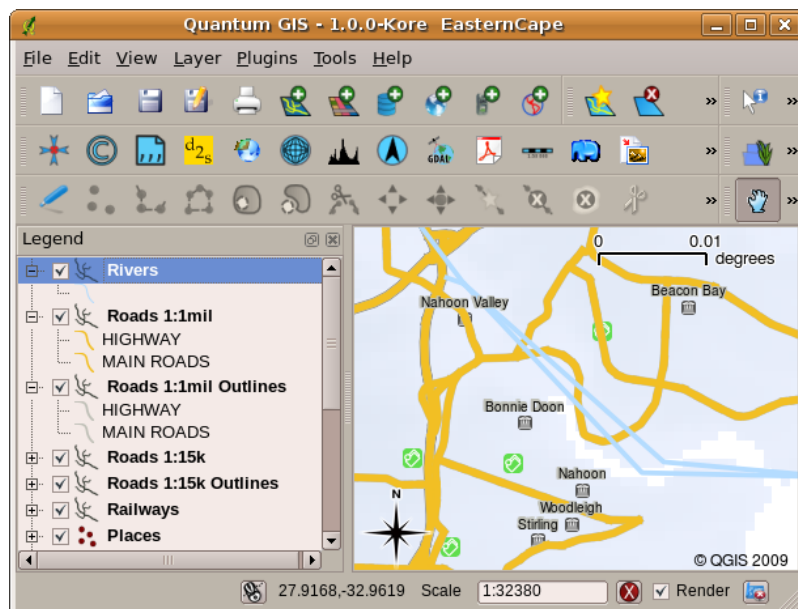 Quantum GIS - 1.0.0-Kore EasternCape
File Edit View Layer Plugins Tools Help
»
»
d2s
GDAL
»
»
»
»
Legend
Rivers
Roads 1:1mil
HIGHWAY
MAIN ROADS
Roads 1:1mil Outlines
HIGHWAY
MAIN ROADS
Roads 1:15k
Roads 1:15k Outlines
Railways
Places
0 0.01
degrees
Beacon Bay
Nahoon Valley
Bonnie Doon
Nahoon
Woodleigh
Stirling
N
© QGIS 2009
27.9168,-32.9619 Scale 1:32380 Render